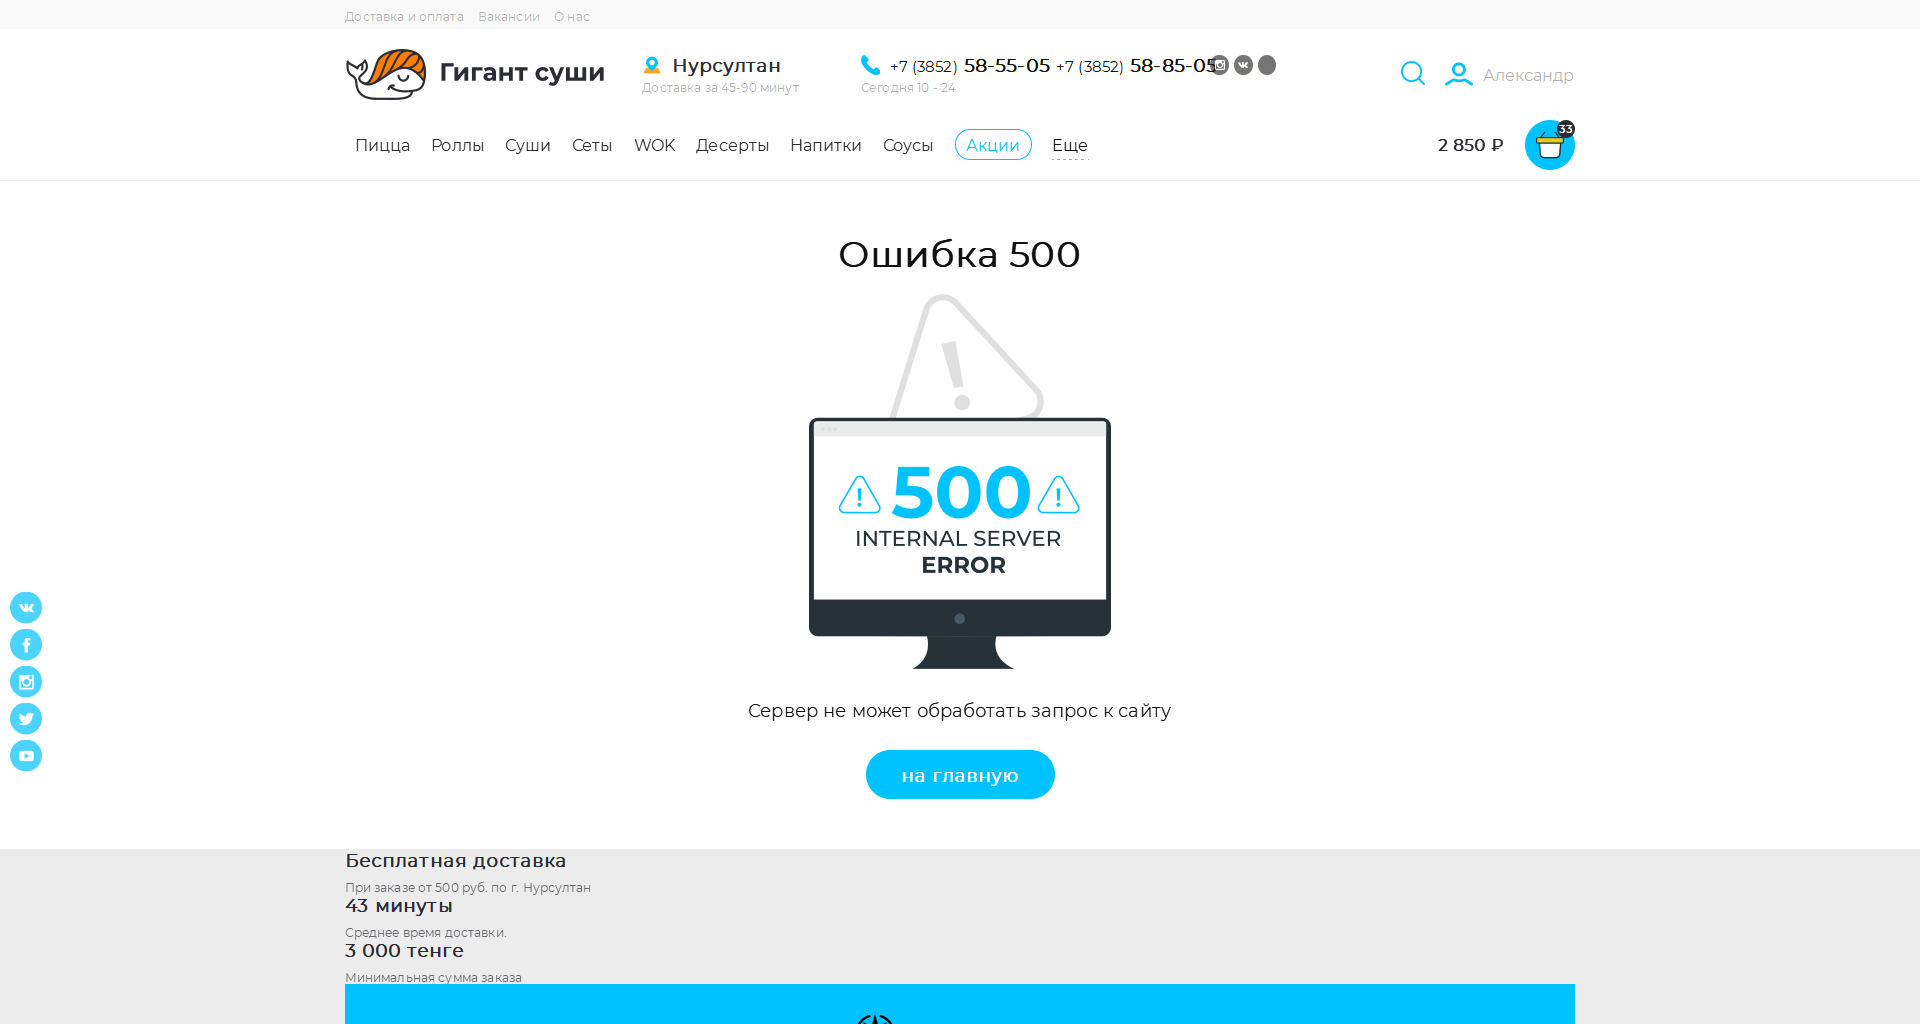 Доставка и оплата Вакансии О нас
Гигант суши
Нурсултан
Доставка за 45-90 минут
+7 (3852) 58-55-05 +7 (3852) 58-85-05
Сегодня 10 - 24
Александр
Пицца Роллы Суши Сеты WOK Десерты Напитки Соусы Акции Еще
2 850 ₽
33
Ошибка 500
500
INTERNAL SERVER
ERROR
Сервер не может обработать запрос к сайту
на главную
Бесплатная доставка
При заказе от 500 руб. по г. Нурсултан
43 минуты
Среднее время доставки.
3 000 тенге
Минимальная сумма заказа